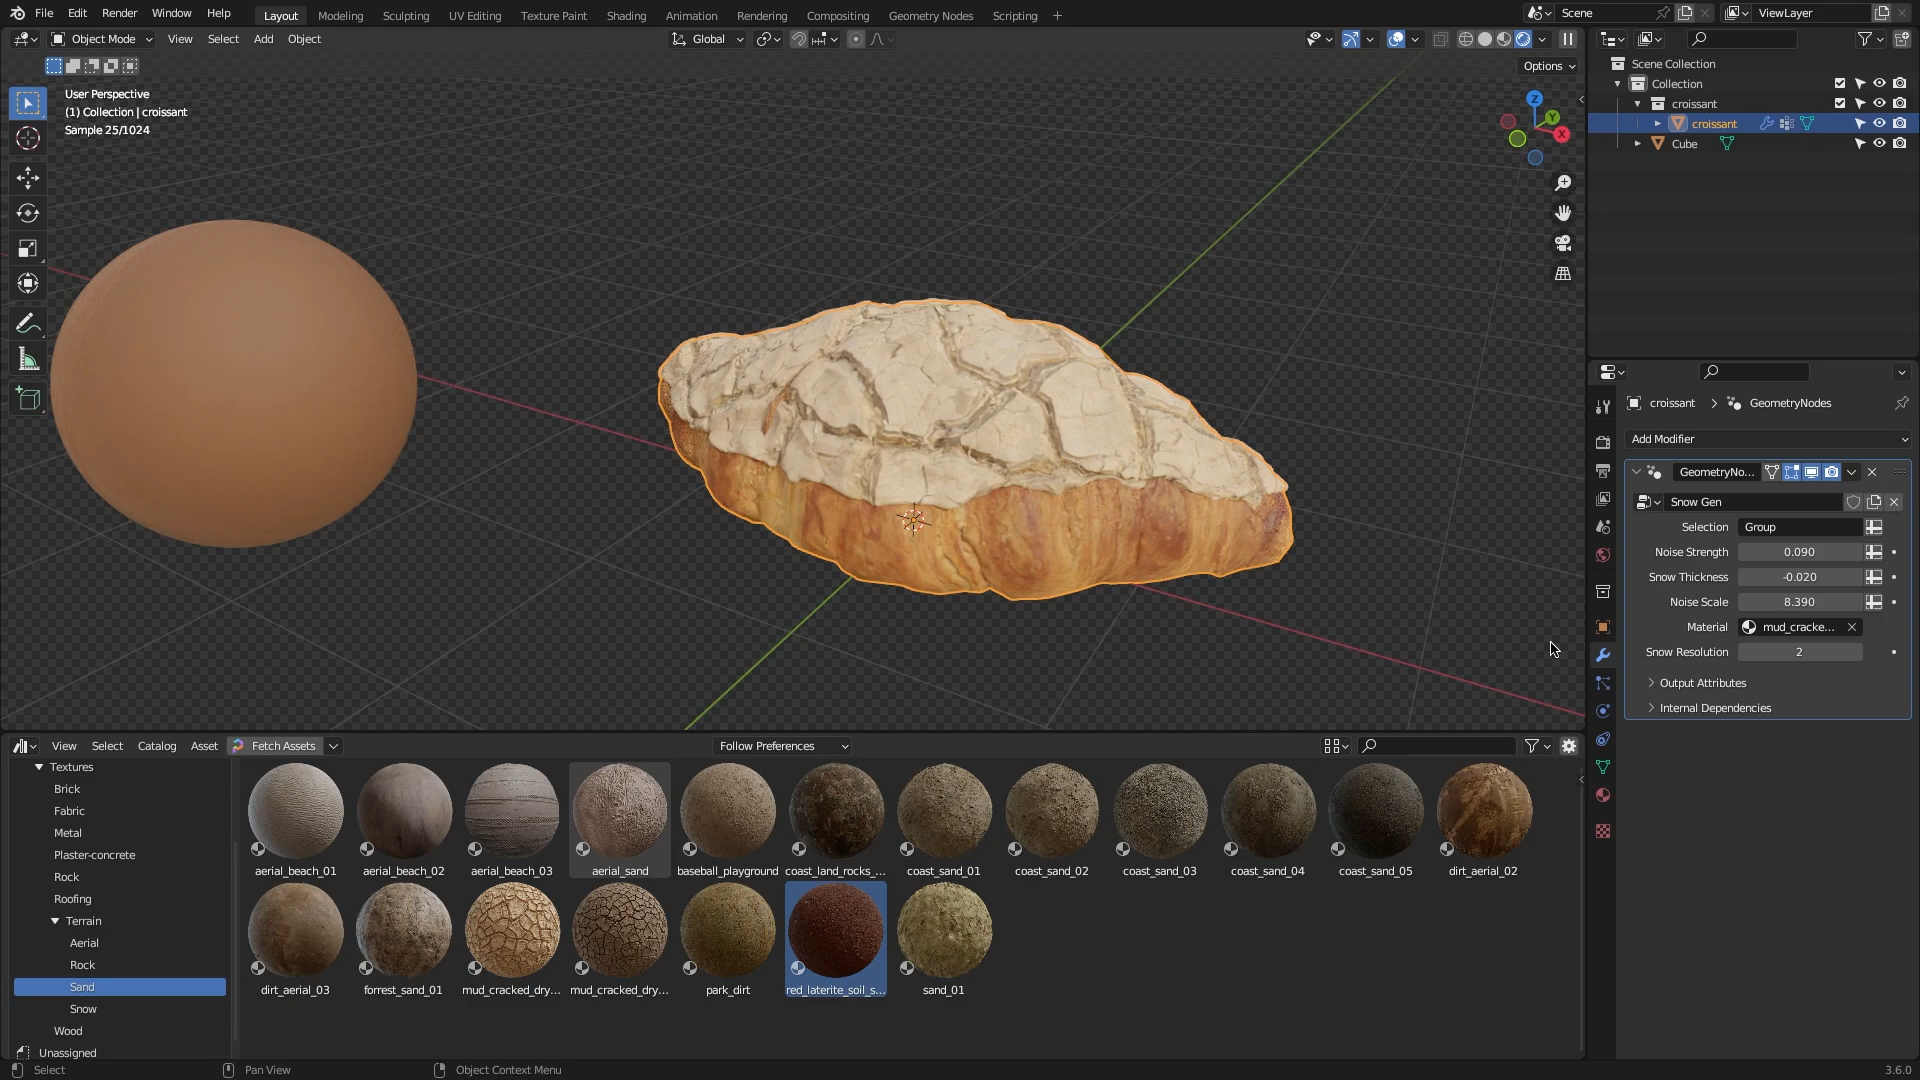 File Edit Render Window Help Layout Modeling Sculpting UV Editing Texture Paint Shading Animation Rendering Compositing Geometry Nodes Scripting + Scene ViewLayer
Object Mode View Select Add Object Global
Options
User Perspective
(1) Collection | croissant
Sample 25/1024
Z
Y
X
Scene Collection
Collection
croissant
croissant
Cube
croissant > GeometryNodes
Add Modifier
GeometryNo...
Snow Gen
Selection Group
Noise Strength 0.090
Snow Thickness -0.020
Noise Scale 8.390
Material mud_cracke...
Snow Resolution 2
Output Attributes
Internal Dependencies
View Select Catalog Asset Fetch Assets Follow Preferences
Textures
Brick
Fabric
Metal
Plaster-concrete
Rock
Roofing
Terrain
Aerial
Rock
Sand
Snow
Wood
Unassigned
aerial_beach_01 aerial_beach_02 aerial_beach_03 aerial_sand baseball_playground coast_land_rocks_... coast_sand_01 coast_sand_02 coast_sand_03 coast_sand_04 coast_sand_05 dirt_aerial_02
dirt_aerial_03 forrest_sand_01 mud_cracked_dry... mud_cracked_dry... park_dirt red_laterite_soil_s... sand_01
Select Pan View Object Context Menu 3.6.0